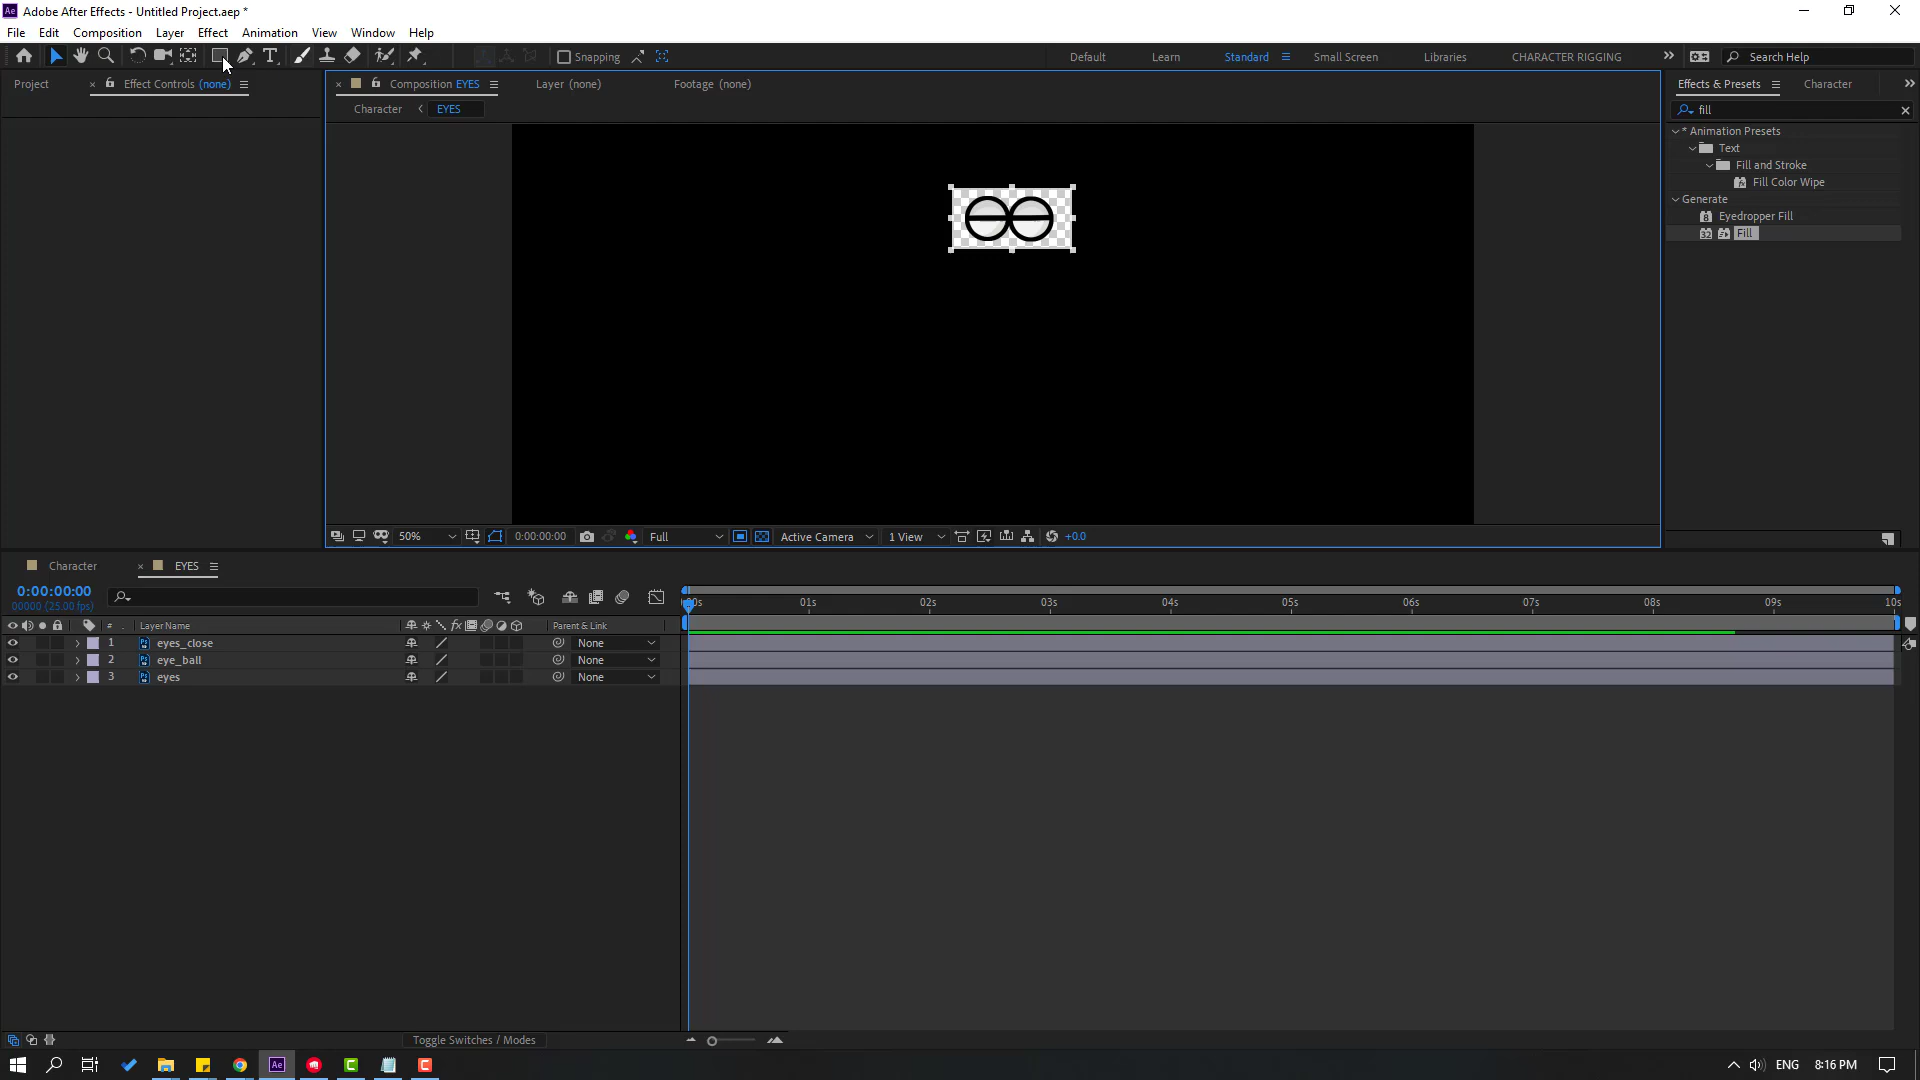 Ae Adobe After Effects - Untitled Project.aep *
File Edit Composition Layer Effect Animation View Window Help
Snapping Default Learn Standard Small Screen Libraries CHARACTER RIGGING Search Help
Project Effect Controls (none) Composition EYES Layer (none) Footage (none) Effects & Presets Character
Character EYES
fill
* Animation Presets
Text
Fill and Stroke
Fill Color Wipe
Generate
Eyedropper Fill
Fill
50% 0:00:00:00 Full Active Camera 1 View +0.0
Character EYES
0:00:00:00
00000 (25.00 fps)
:00s 01s 02s 03s 04s 05s 06s 07s 08s 09s 10s
# Layer Name Parent & Link
1 eyes_close None
2 eye_ball None
3 eyes None
Toggle Switches / Modes
Ae C C ENG 8:16 PM